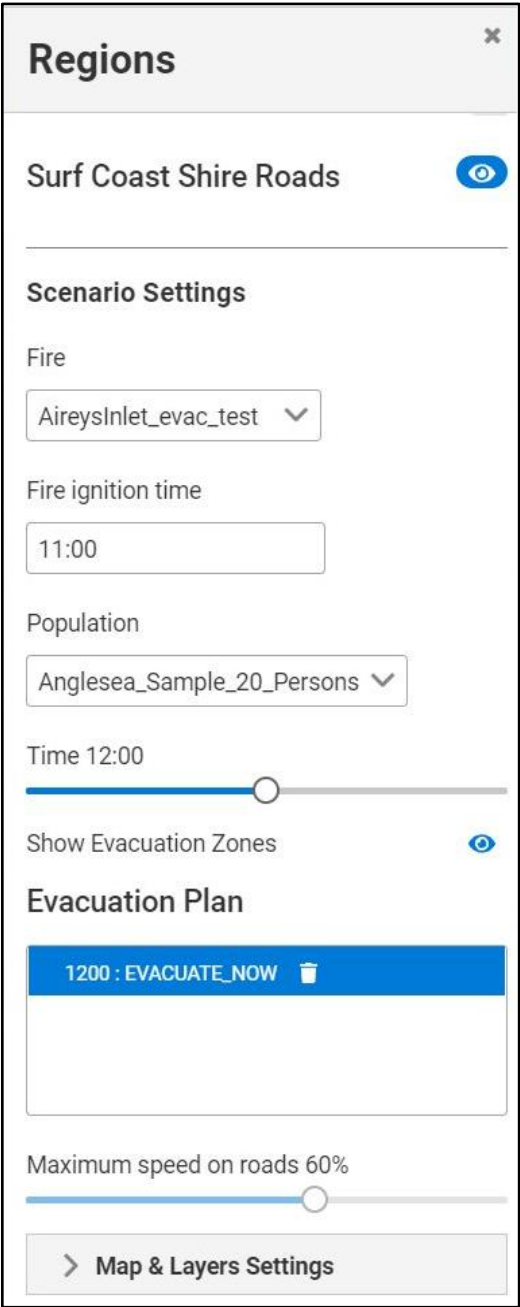 Regions
Surf Coast Shire Roads
Scenario Settings
Fire
AireysInlet_evac_test
Fire ignition time
11:00
Population
Anglesea_Sample_20_Persons
Time 12:00
Show Evacuation Zones
Evacuation Plan
1200 : EVACUATE_NOW
Maximum speed on roads 60%
Map & Layers Settings